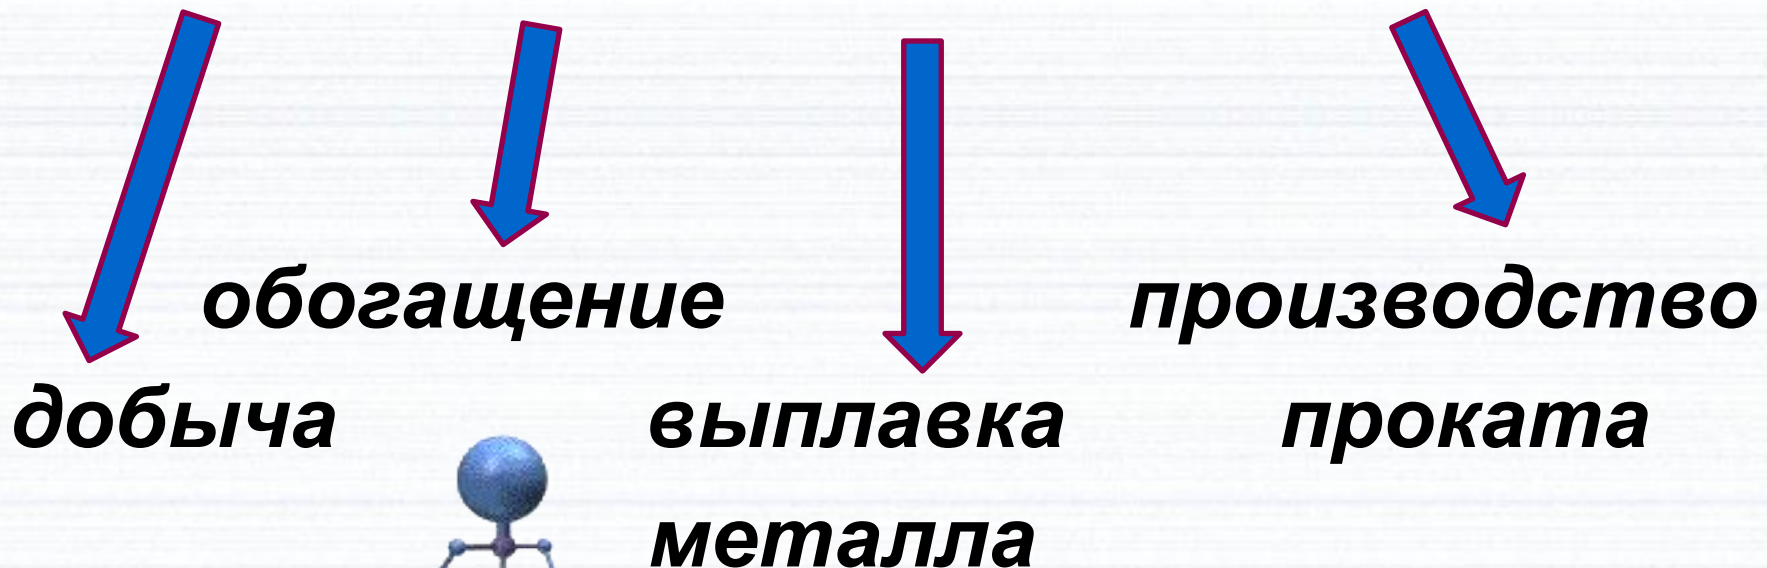 обогащение
производство
добыча
выплавка
проката
металла